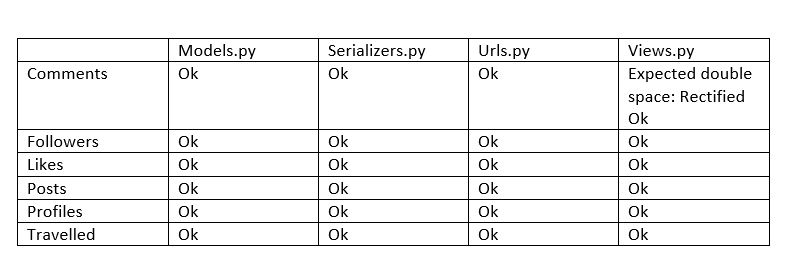 Models.py Serializers.py Urls.py Views.py
Comments Ok Ok Ok Expected double
space: Rectified
Ok
Followers Ok Ok Ok Ok
Likes Ok Ok Ok Ok
Posts Ok Ok Ok Ok
Profiles Ok Ok Ok Ok
Travelled Ok Ok Ok Ok